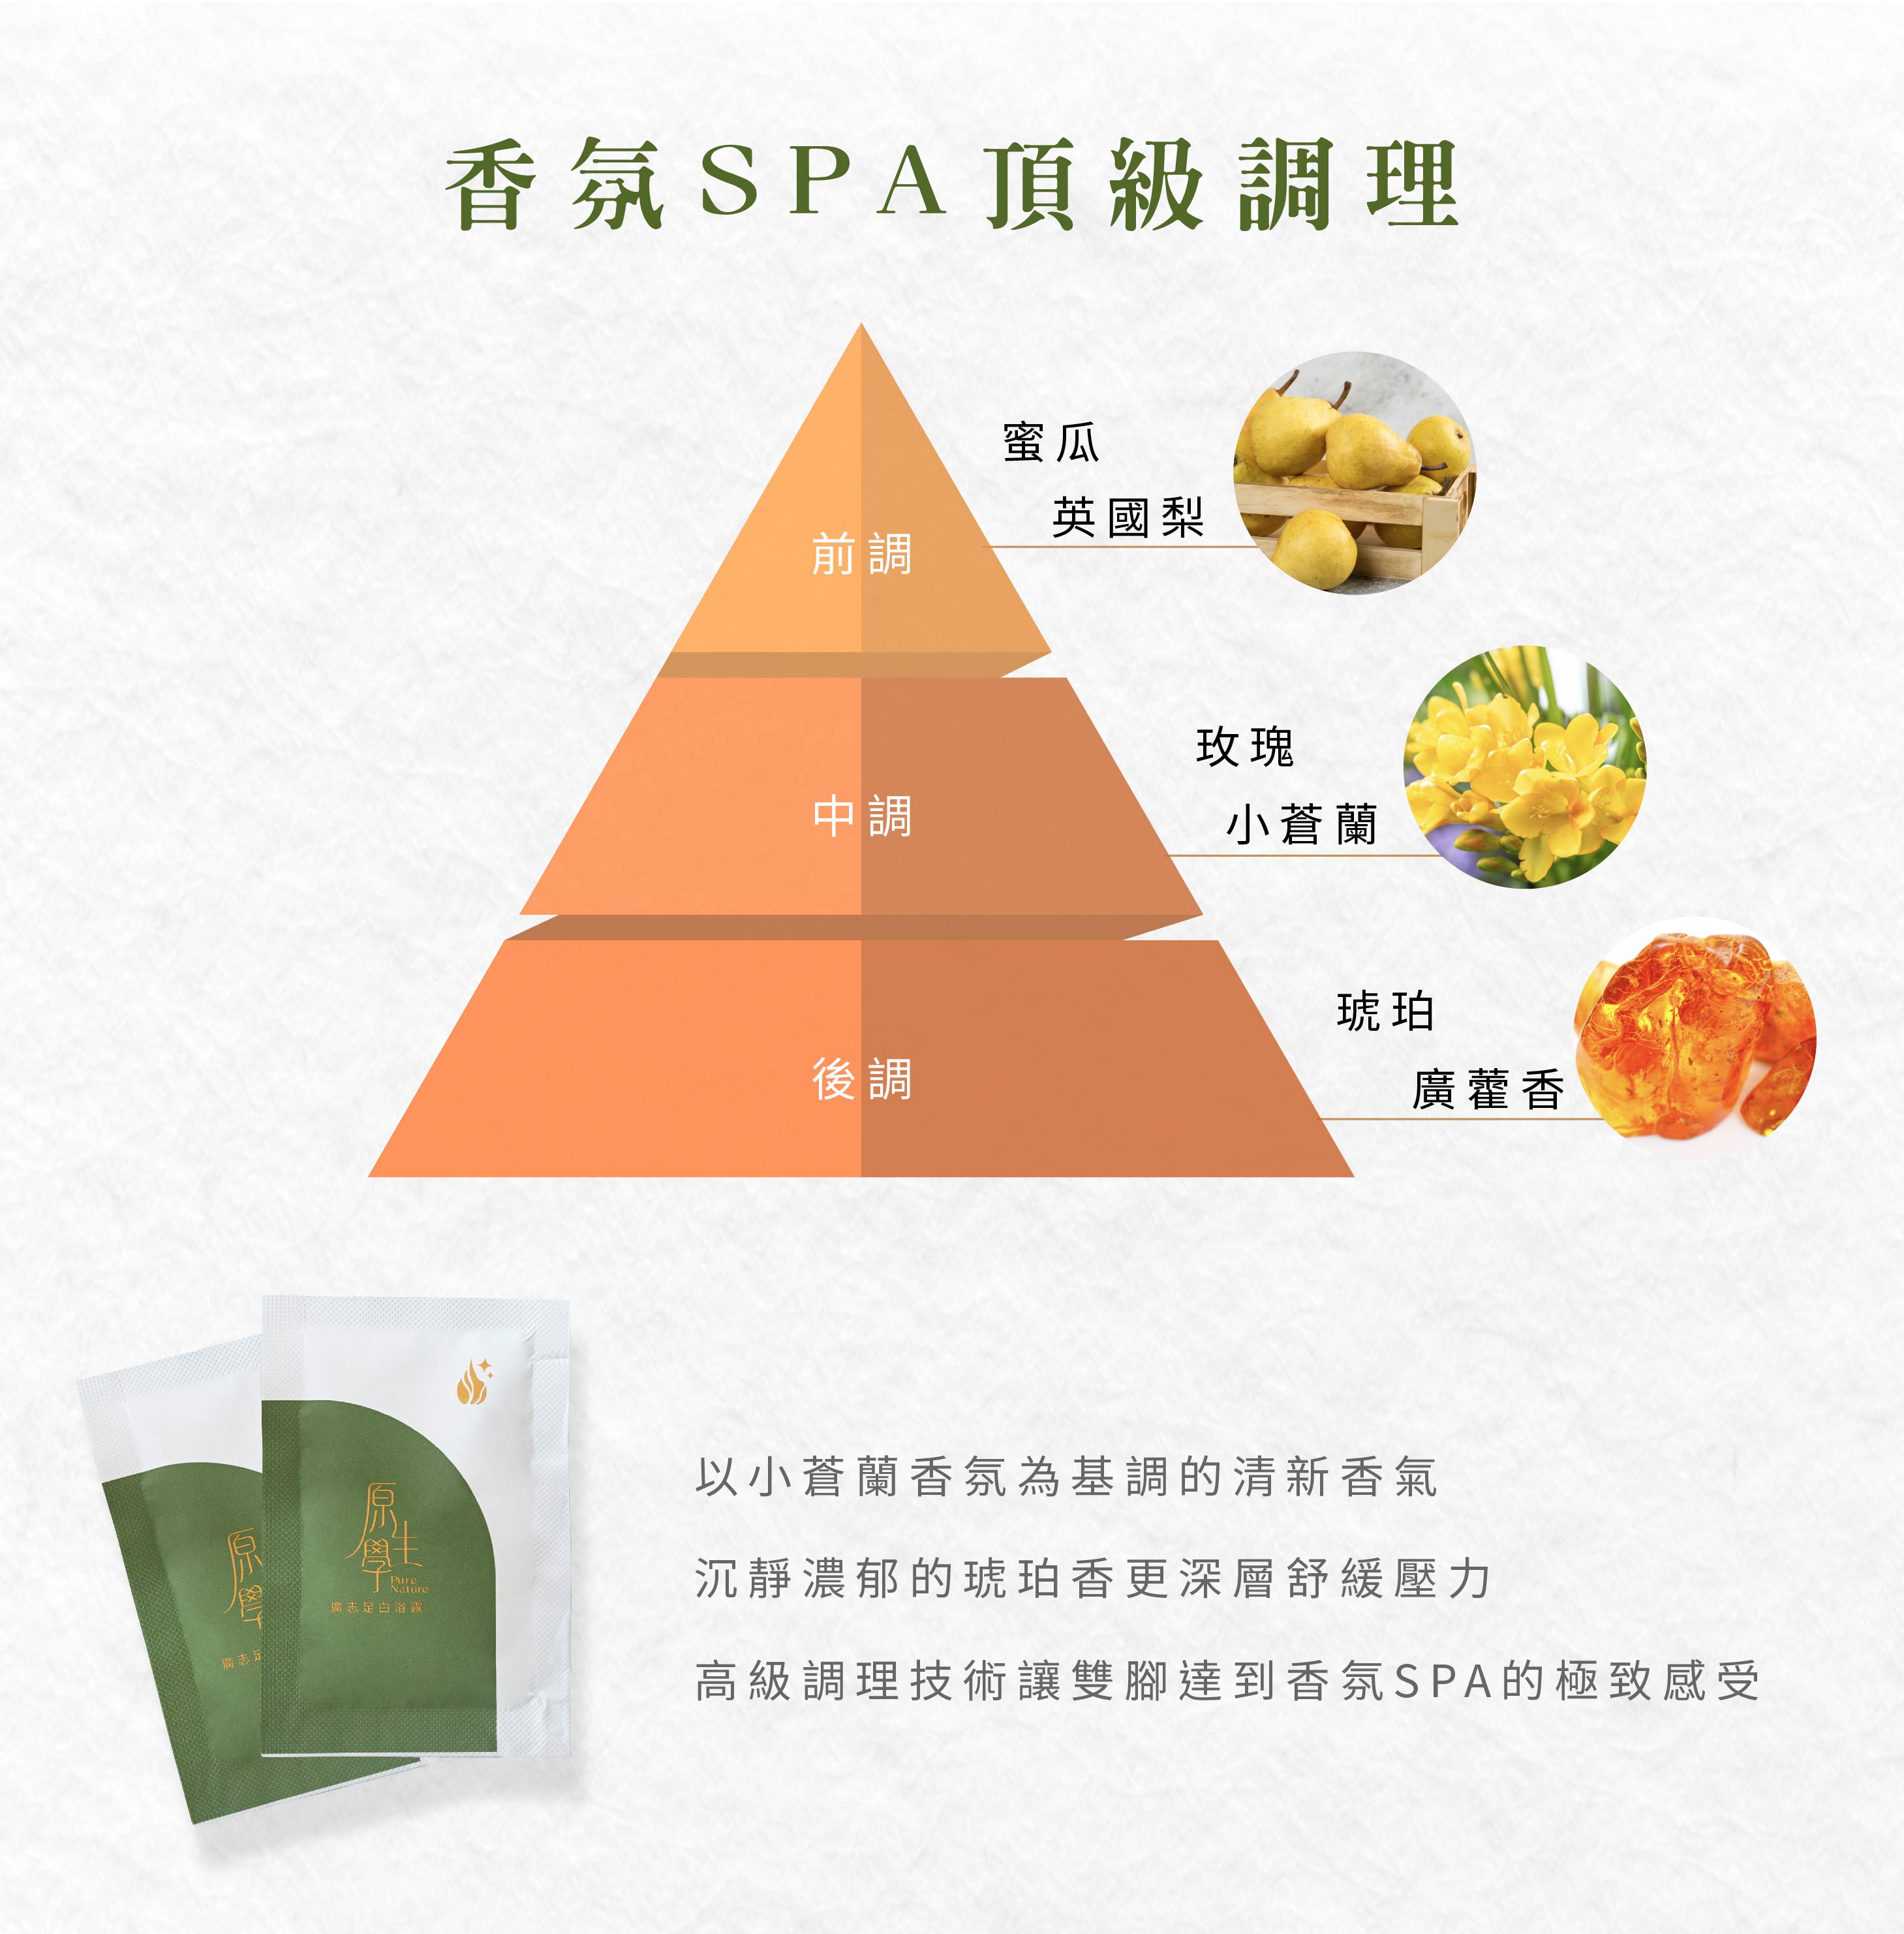 香氛SPA頂級調理
蜜瓜
英國梨
前調
玫瑰
小蒼蘭
中調
琥珀
廣藿香
後調
以小蒼蘭香氛為基調的清新香氣
沉靜濃郁的琥珀香更深層舒緩壓力
高級調理技術讓雙腳達到香氛SPA的極致感受
原生學
Pure
Nature
廣志足白浴露
原學
廣志足